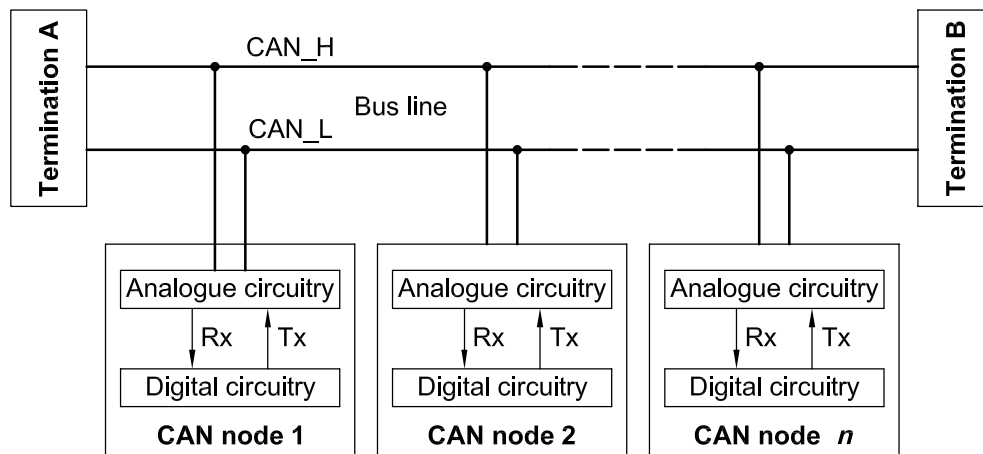 Termination A
CAN_H
Bus line
CAN_L
Termination B
Analogue circuitry
Rx Tx
Digital circuitry
CAN node 1
Analogue circuitry
Rx Tx
Digital circuitry
CAN node 2
Analogue circuitry
Rx Tx
Digital circuitry
CAN node n